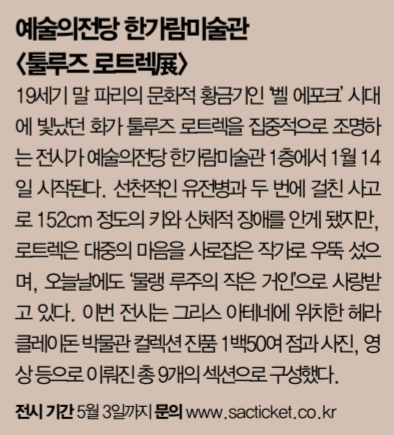 예술의전당 한가람미술관
<툴루즈 로트렉展>
19세기 말 파리의 문화적 황금기인 '벨 에포크' 시대
에 빛났던 화가 툴루즈 로트렉을 집중적으로 조명하
는 전시가 예술의전당 한가람미술관 1층에서 1월 14
일 시작된다. 선천적인 유전병과 두 번에 걸친 사고
로 152cm 정도의 키와 신체적 장애를 안게 됐지만,
로트렉은 대중의 마음을 사로잡은 작가로 우뚝 섰으
며, 오늘날에도 '물랭 루주의 작은 거인'으로 사랑받
고 있다. 이번 전시는 그리스 아테네에 위치한 헤라
클레이돈 박물관 컬렉션 진품 1백50여 점과 사진, 영
상 등으로 이뤄진 총 9개의 섹션으로 구성했다.
전시 기간 5월 3일까지 문의 www.sacticket.co.kr